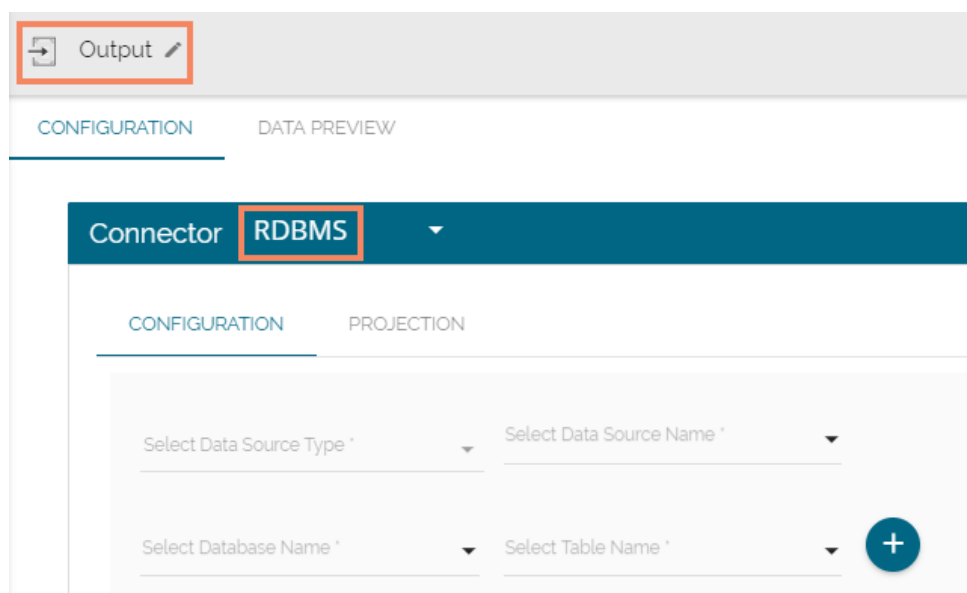 Output
CONFIGURATION DATA PREVIEW
Connector RDBMS
CONFIGURATION PROJECTION
Select Data Source Type * Select Data Source Name *
Select Database Name * Select Table Name *
+